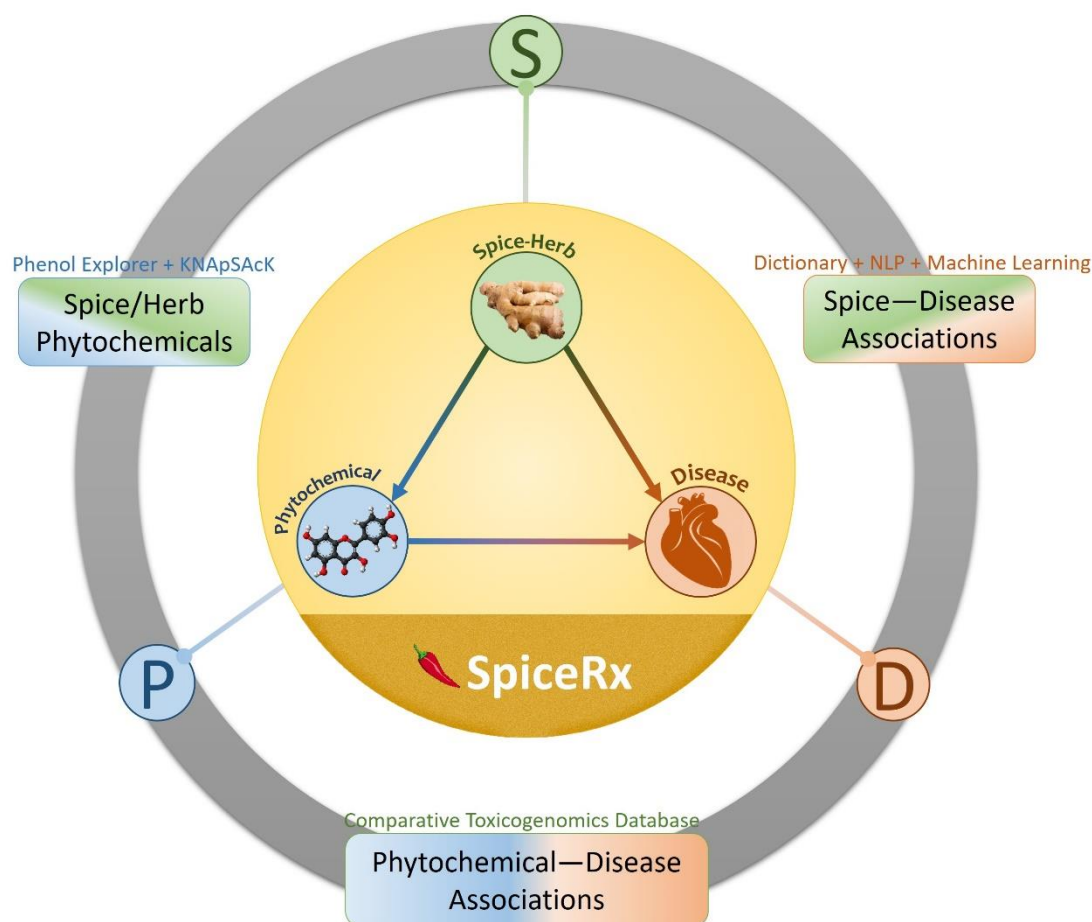 S
Phenol Explorer + KNApSAcK
Spice/Herb
Phytochemicals
Dictionary + NLP + Machine Learning
Spice—Disease
Associations
Spice-Herb
Phytochemical
Disease
P
SpiceRx
D
Comparative Toxicogenomics Database
Phytochemical—Disease
Associations